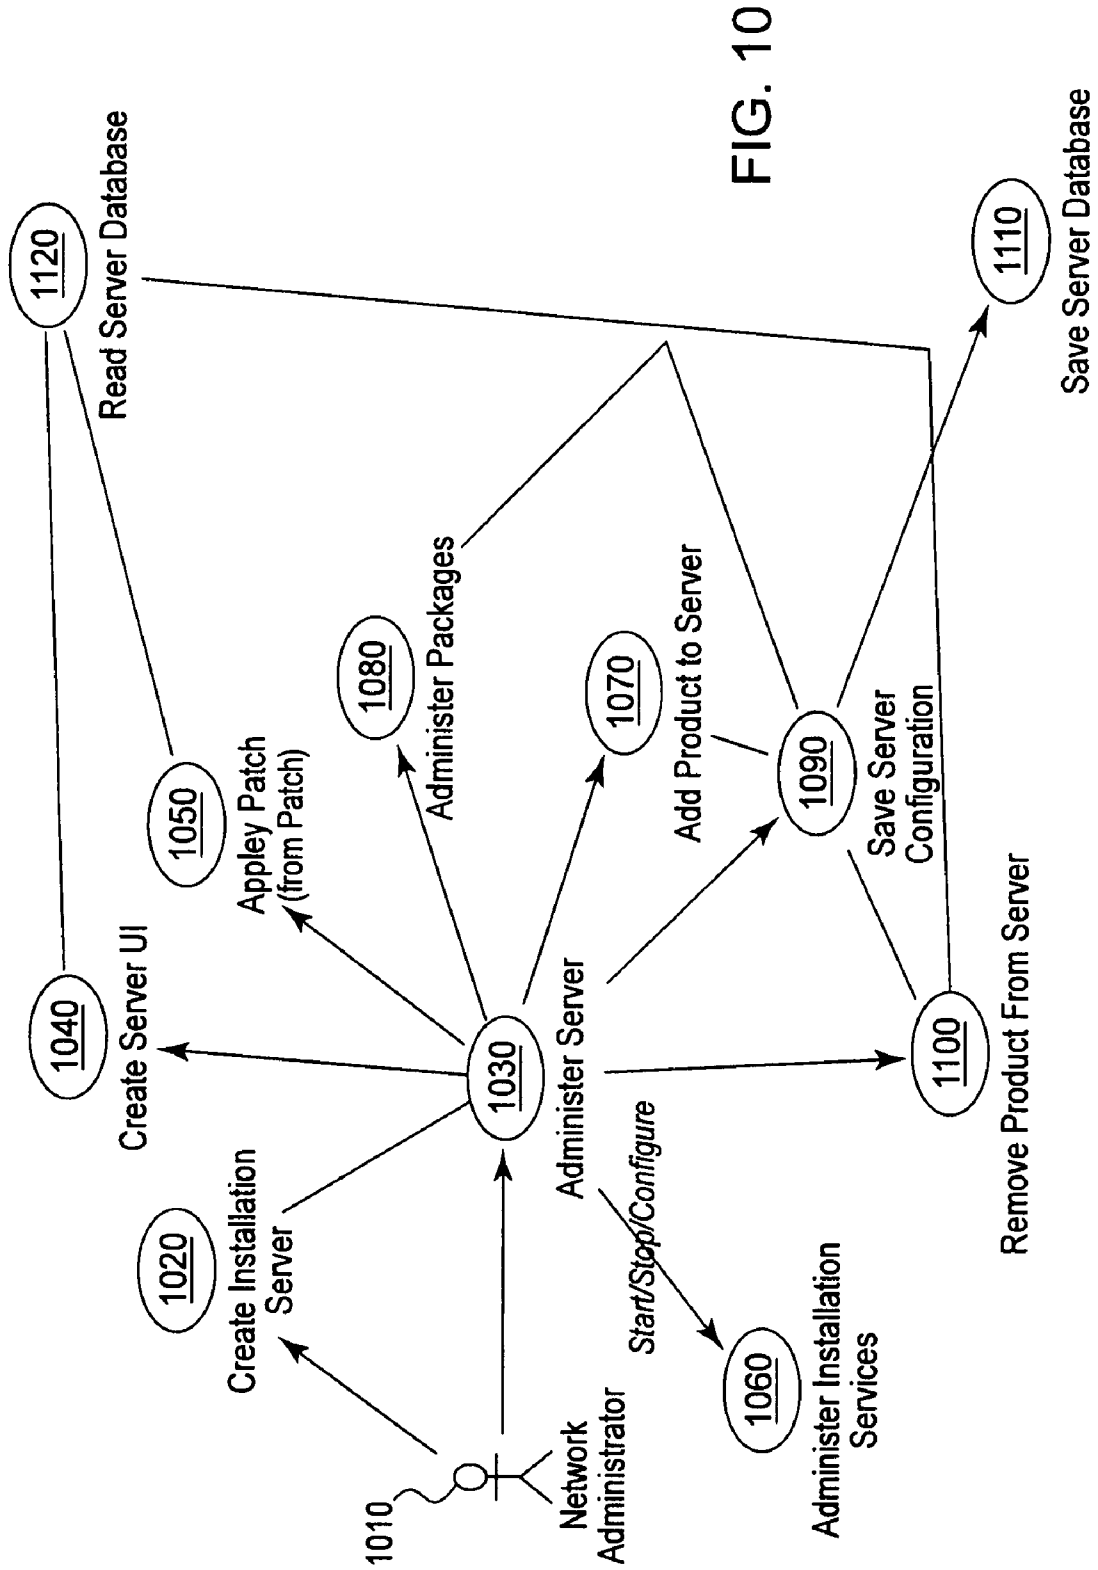 1120
Read Server Database
1040
Create Server UI
1050
Appley Patch
(from Patch)
1020
Create Installation
Server
1080
Administer Packages
1010
Network
Administrator
1030
Administer Server
1070
Add Product to Server
Start/Stop/Configure
1060
Administer Installation
Services
1090
Save Server
Configuration
1100
Remove Product From Server
1110
Save Server Database
FIG. 10